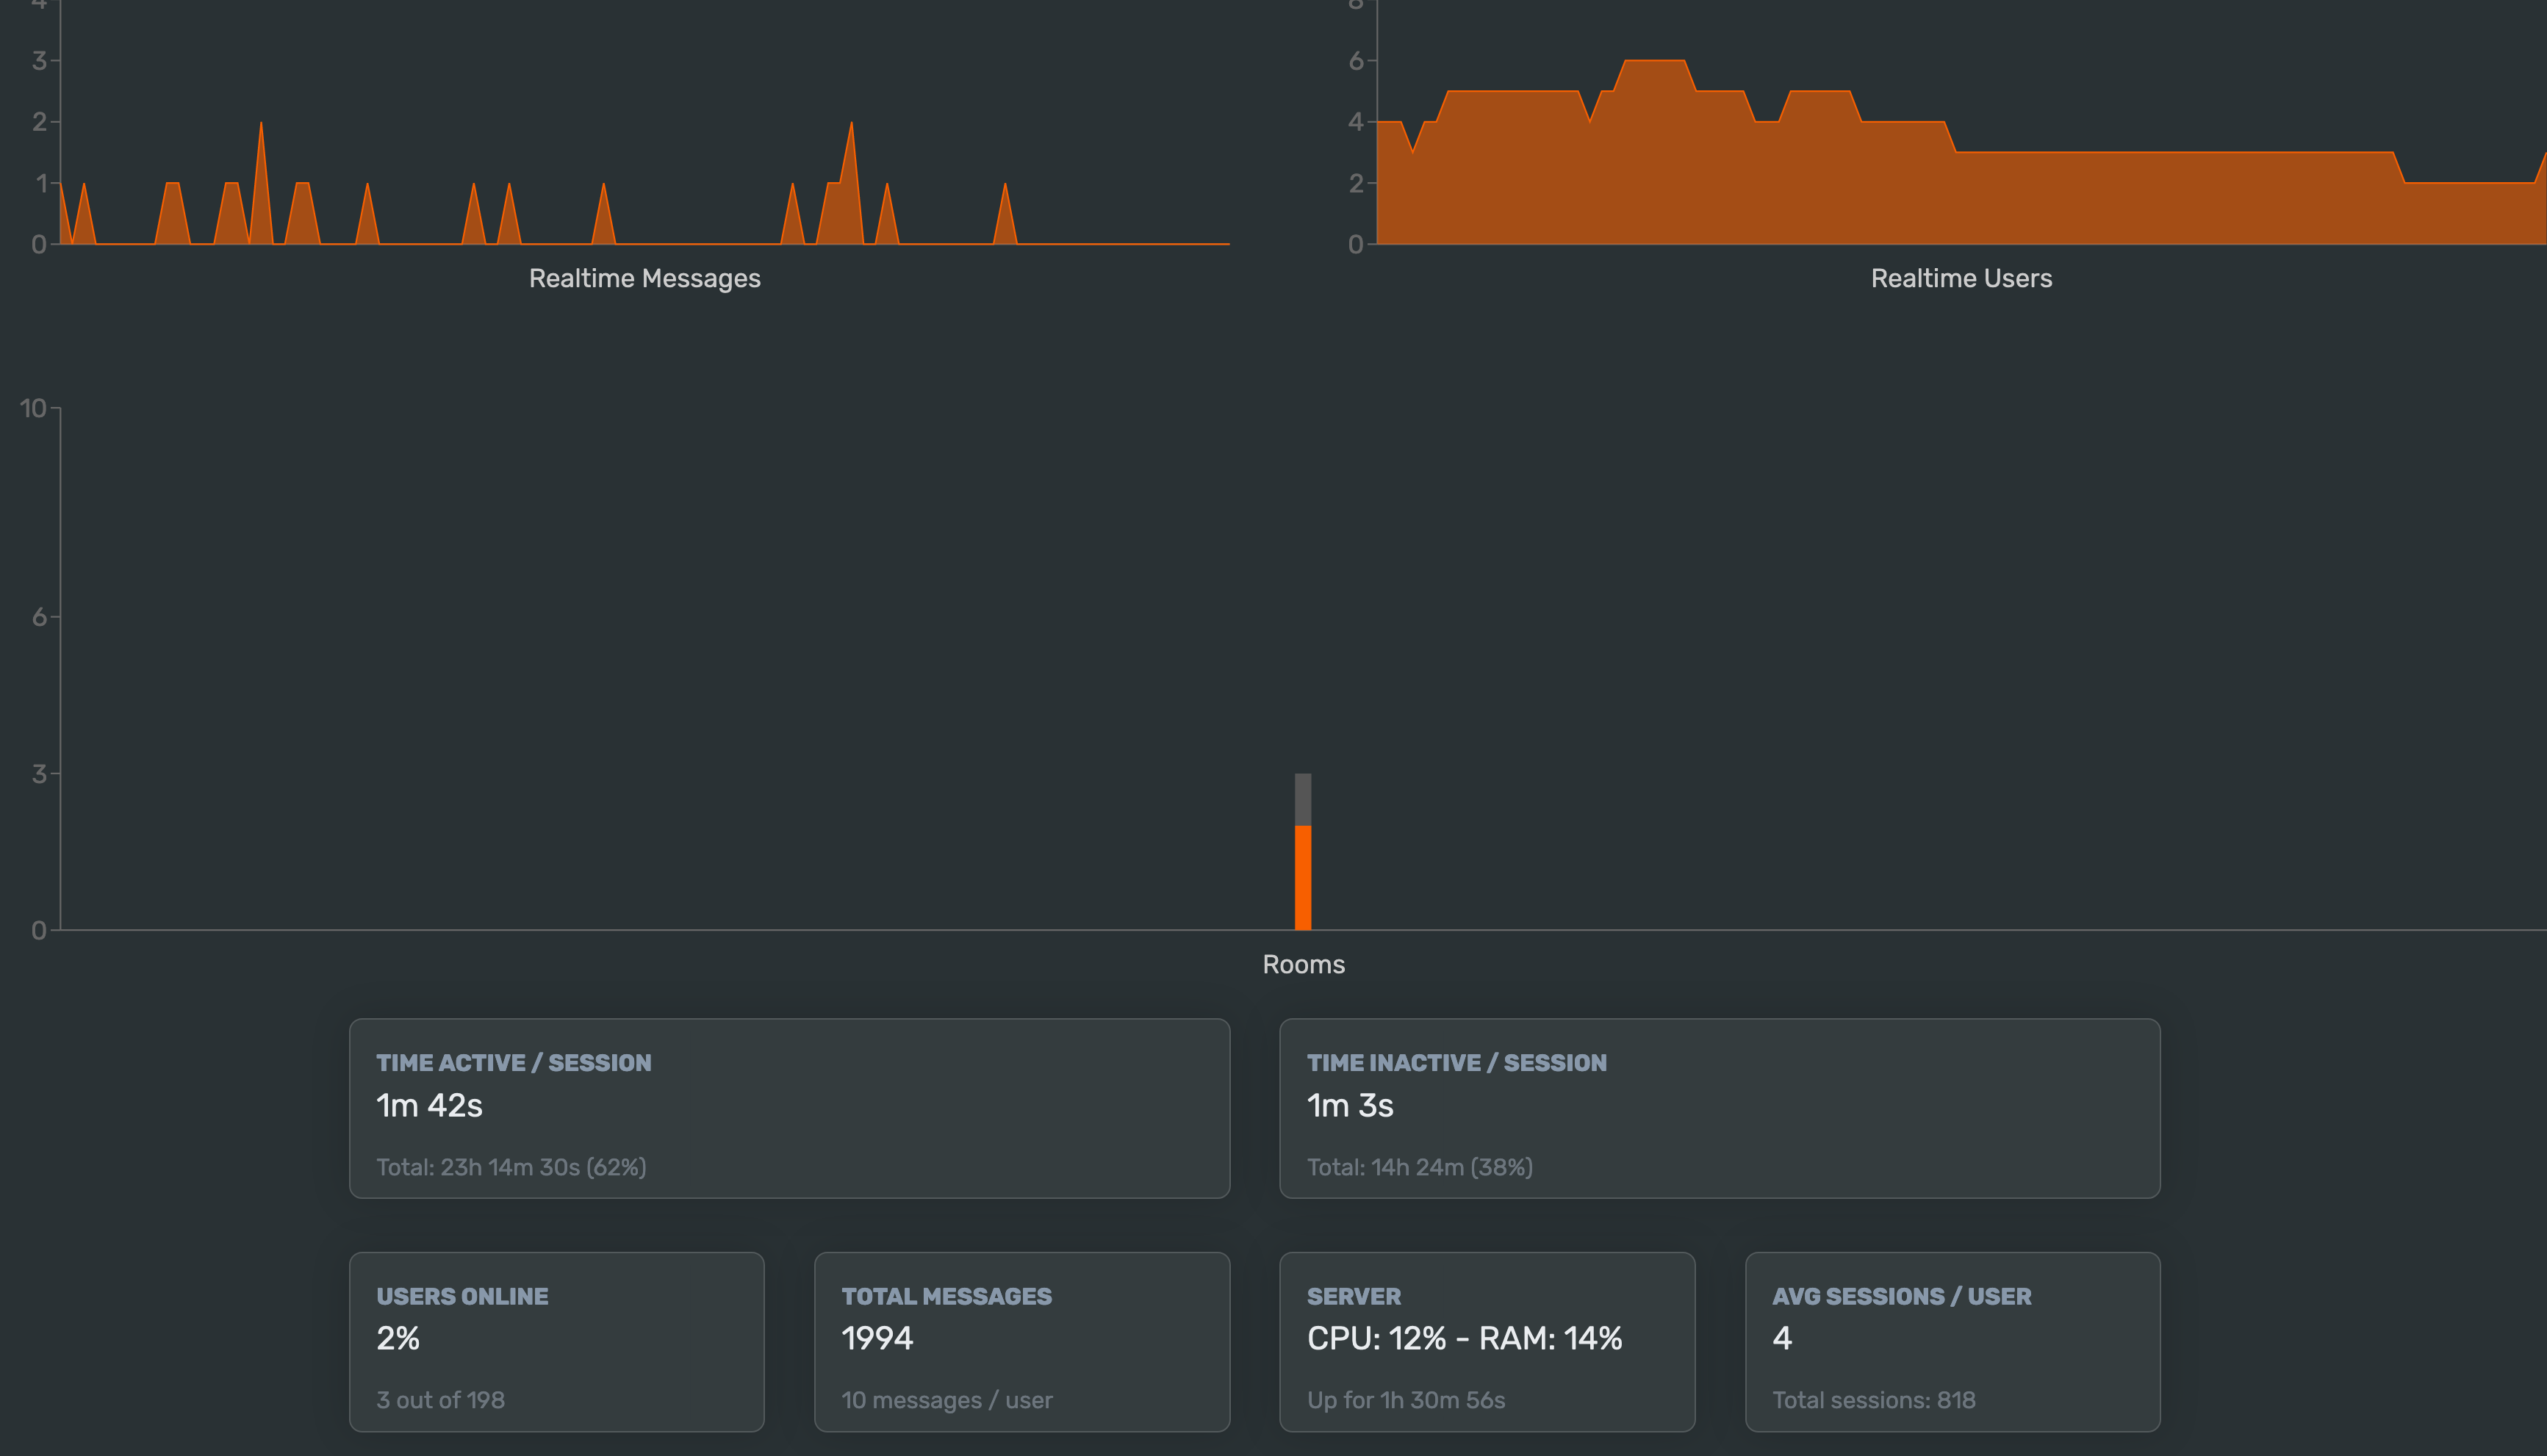 4
3
2
1
0
Realtime Messages
8
6
4
2
0
Realtime Users
10
6
3
0
Rooms
TIME ACTIVE / SESSION
1m 42s
Total: 23h 14m 30s (62%)
TIME INACTIVE / SESSION
1m 3s
Total: 14h 24m (38%)
USERS ONLINE
2%
3 out of 198
TOTAL MESSAGES
1994
10 messages / user
SERVER
CPU: 12% - RAM: 14%
Up for 1h 30m 56s
AVG SESSIONS / USER
4
Total sessions: 818